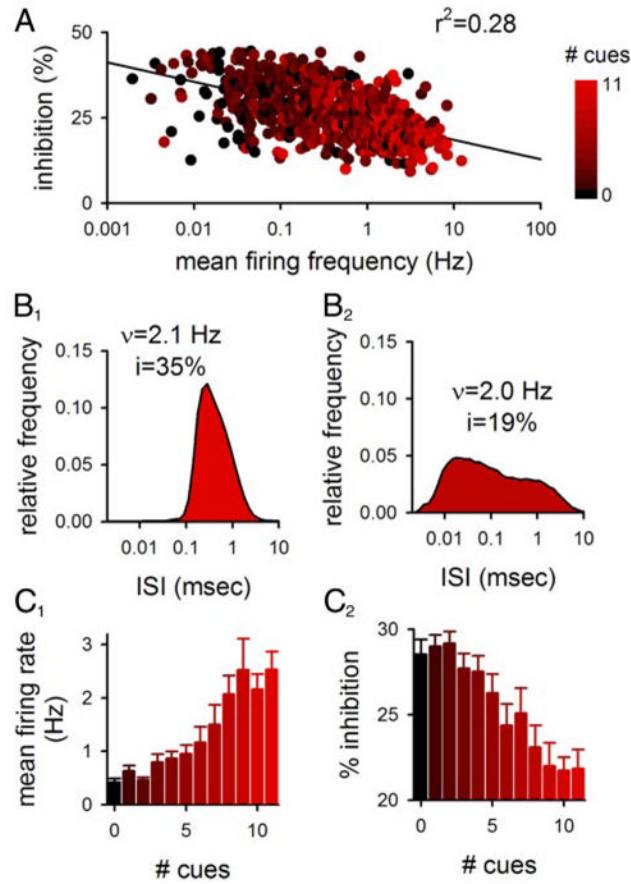 A
r²=0.28
# cues
11
0
inhibition (%)
50
25
0
0.001 0.01 0.1 1 10 100
mean firing frequency (Hz)
B₁
ν=2.1 Hz
i=35%
relative frequency
0.15
0.10
0.05
0.00
0.01 0.1 1 10
ISI (msec)
B₂
ν=2.0 Hz
i=19%
relative frequency
0.15
0.10
0.05
0.00
0.01 0.1 1 10
ISI (msec)
C₁
mean firing rate
(Hz)
3
2
1
0
0 5 10
# cues
C₂
% inhibition
30
25
20
0 5 10
# cues